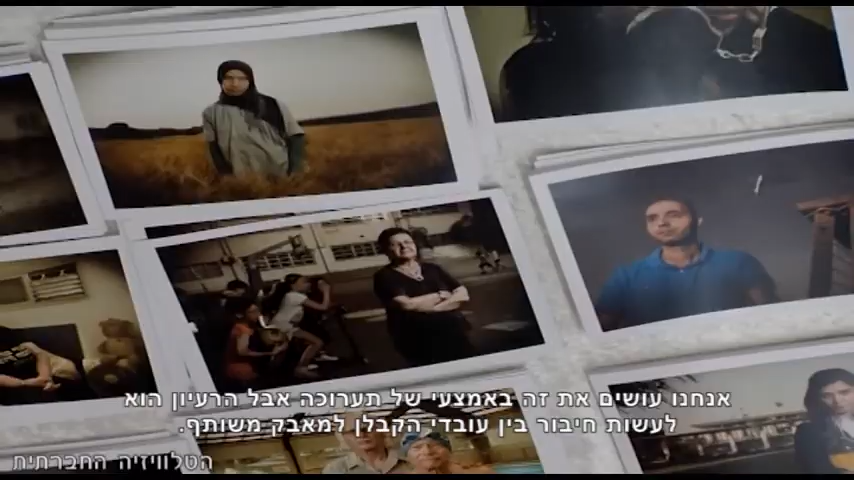 אנחנו עושים את זה באמצעי של תערוכה אבל הרעיון הוא
לעשות חיבור בין עובדי הקבלן למאבק משותף.
הטלוויזיה החברתית